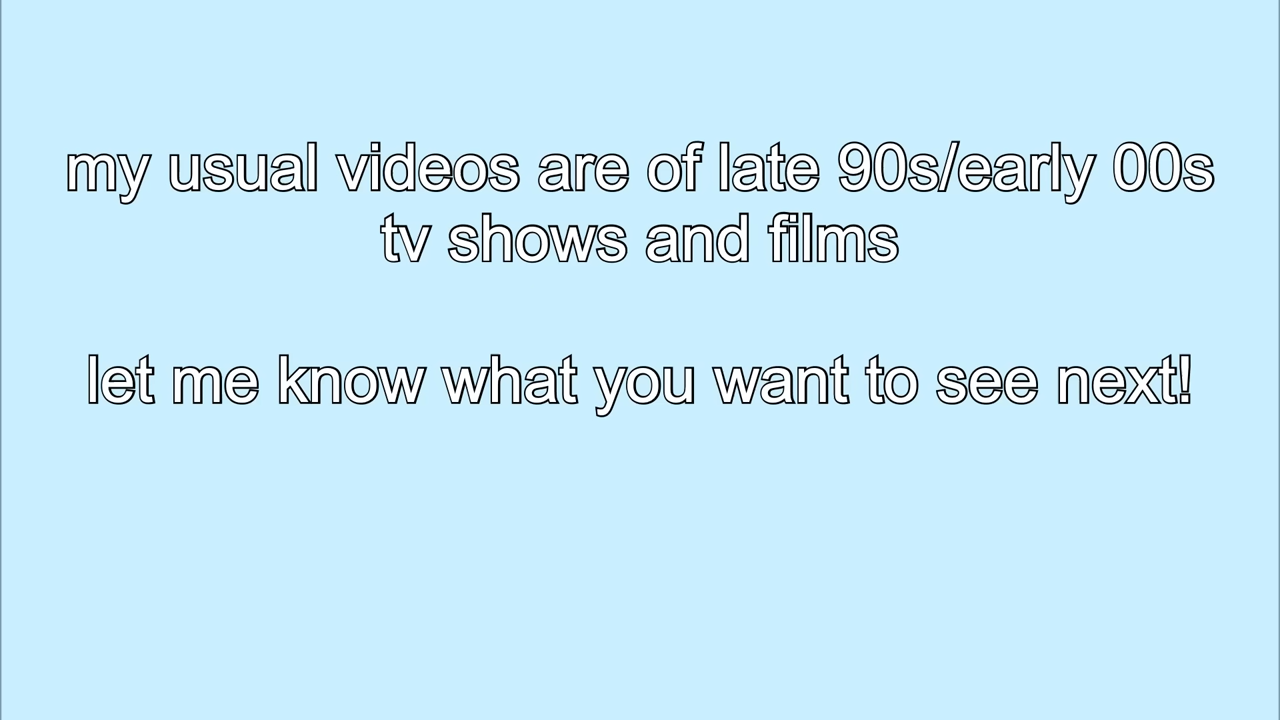 my usual videos are of late 90s/early 00s
tv shows and films
let me know what you want to see next!